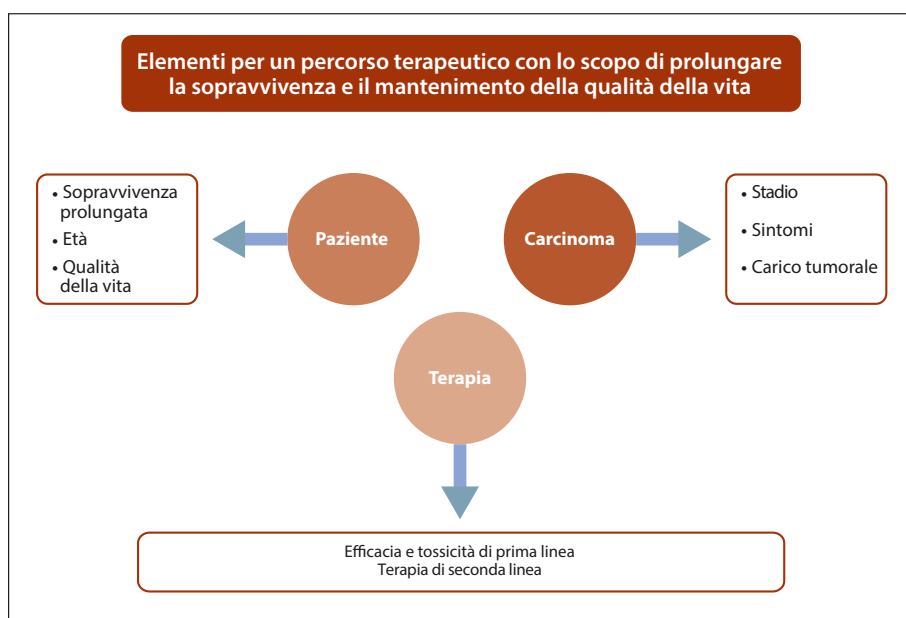 Elementi per un percorso terapeutico con lo scopo di prolungare
la sopravvivenza e il mantenimento della qualità della vita
• Sopravvivenza
prolungata
• Età
• Qualità
della vita
Paziente
Carcinoma
• Stadio
• Sintomi
• Carico tumorale
Terapia
Efficacia e tossicità di prima linea
Terapia di seconda linea